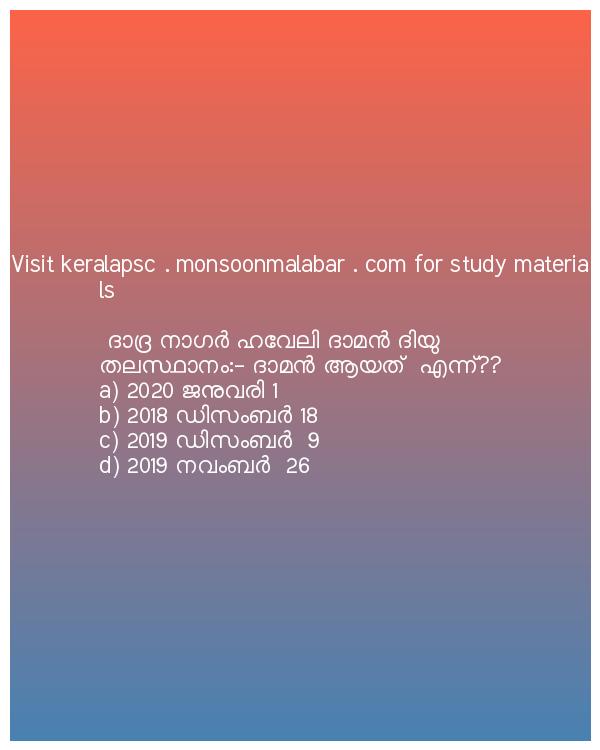 Visit keralapsc . monsoonmalabar . com for study materia
ls
ദാദ്ര നാഗർ ഹവേലി ദാമൻ ദിയു
തലസ്ഥാനം:- ദാമൻ ആയത് എന്ന്??
a) 2020 ജനുവരി 1
b) 2018 ഡിസംബർ 18
c) 2019 ഡിസംബർ 9
d) 2019 നവംബർ 26